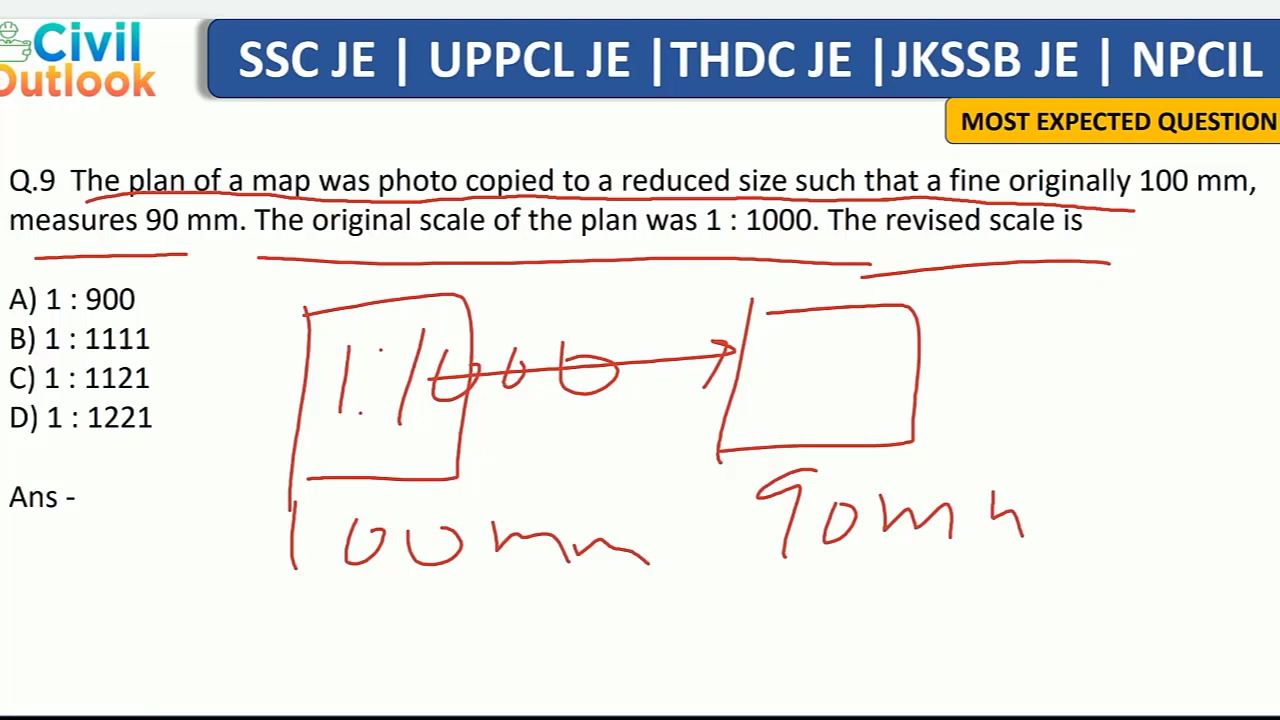 Civil
Outlook
SSC JE | UPPCL JE |THDC JE |JKSSB JE | NPCIL
MOST EXPECTED QUESTION
Q.9 The plan of a map was photo copied to a reduced size such that a fine originally 100 mm,
measures 90 mm. The original scale of the plan was 1 : 1000. The revised scale is
A) 1 : 900
B) 1 : 1111
C) 1 : 1121
D) 1 : 1221
1:1000
Ans -
100mm
90mm